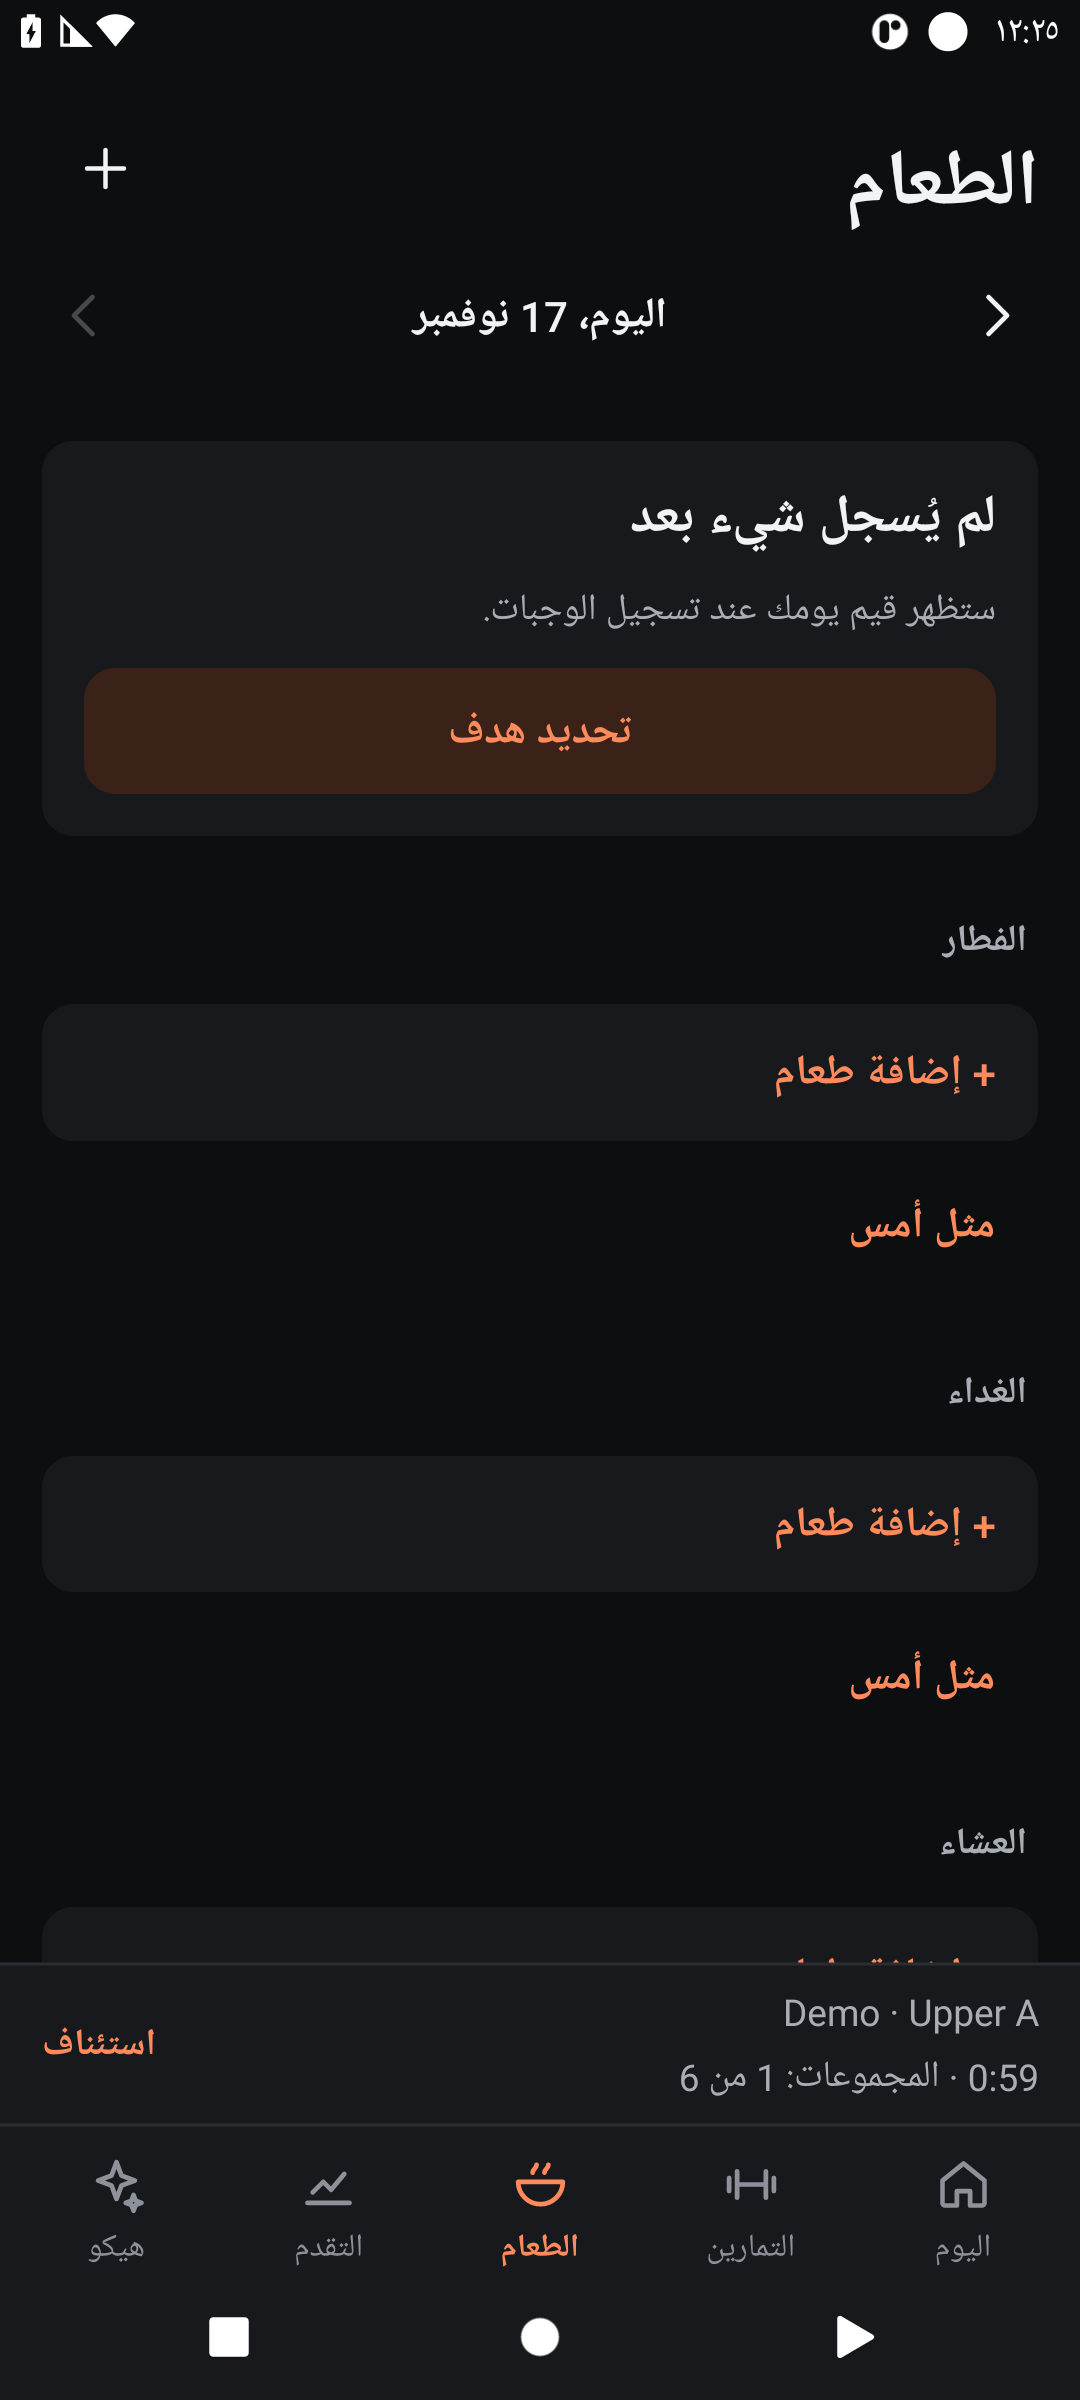 ١٢:٢٥
الطعام
اليوم، 17 نوفمبر
لم يُسجل شيء بعد
ستظهر قيم يومك عند تسجيل الوجبات.
تحديد هدف
الفطار
+ إضافة طعام
مثل أمس
الغداء
+ إضافة طعام
مثل أمس
العشاء
Demo · Upper A
0:59 · المجموعات: 1 من 6
استئناف
اليوم
التمارين
الطعام
التقدم
هيكو